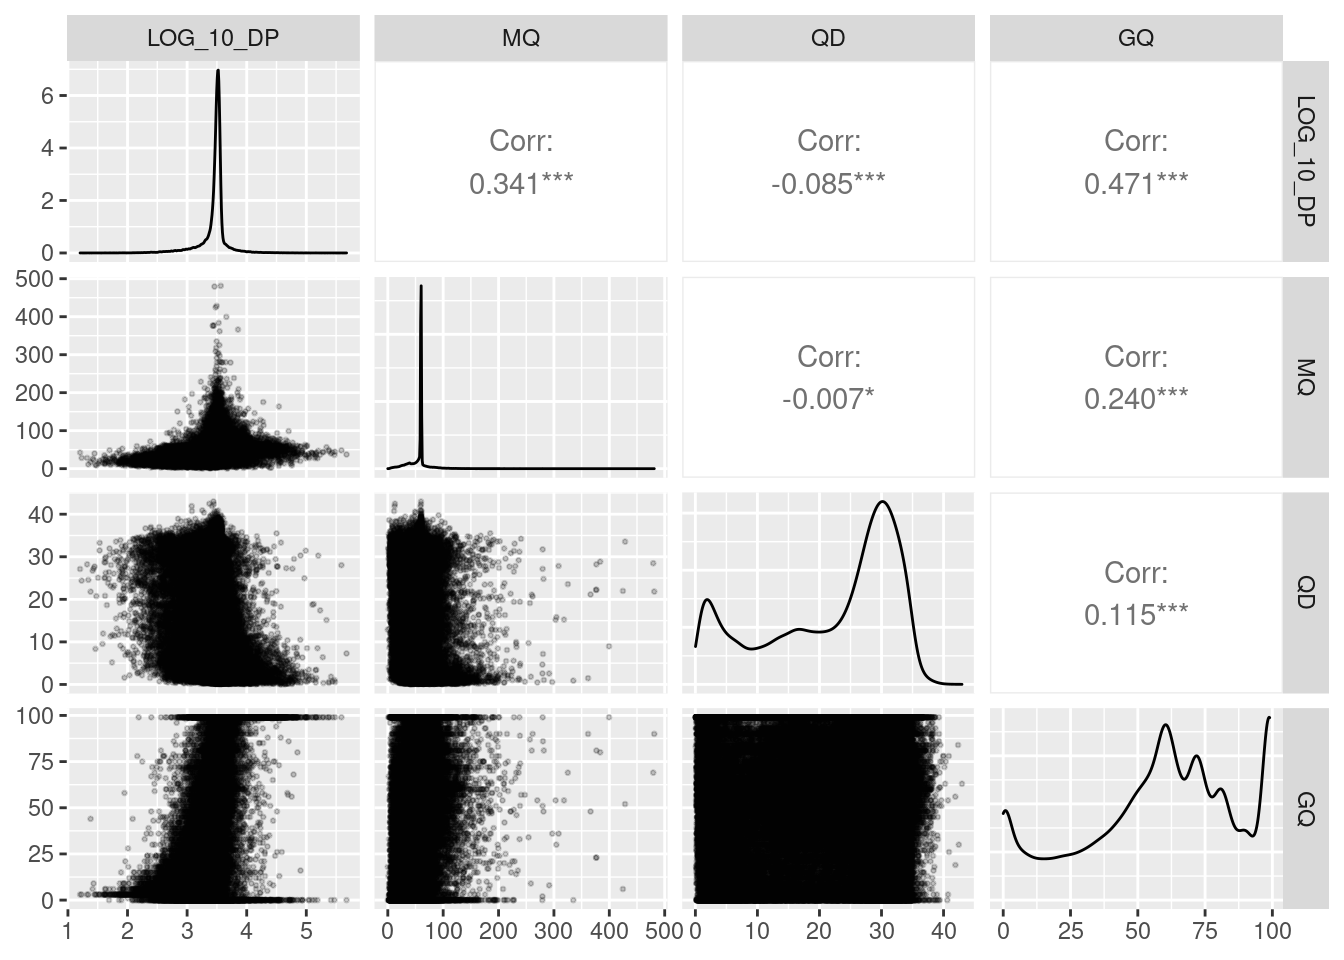 LOG_10_DP MQ QD GQ
6
4
2
0
Corr:
0.341***
Corr:
-0.085***
Corr:
0.471***
LOG_10_DP
500
400
300
200
100
0
Corr:
-0.007*
Corr:
0.240***
MQ
40
30
20
10
0
Corr:
0.115***
QD
100
75
50
25
0
GQ
1 2 3 4 5 0 100 200 300 400 500 0 10 20 30 40 0 25 50 75 100